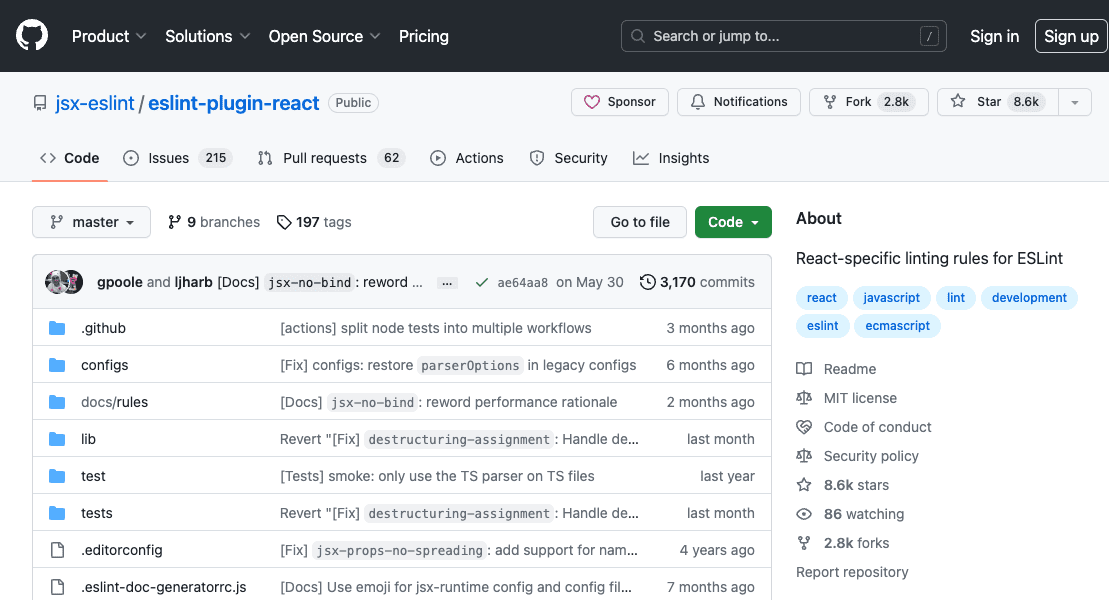 Product Solutions Open Source Pricing Search or jump to... / Sign in Sign up
jsx-eslint / eslint-plugin-react Public Sponsor Notifications Fork 2.8k Star 8.6k
Code Issues 215 Pull requests 62 Actions Security Insights
master 9 branches 197 tags Go to file Code
gpoole and ljharb [Docs] jsx-no-bind: reword … ... ae64aa8 on May 30 3,170 commits
.github [actions] split node tests into multiple workflows 3 months ago
configs [Fix] configs: restore parserOptions in legacy configs 6 months ago
docs/rules [Docs] jsx-no-bind: reword performance rationale 2 months ago
lib Revert "[Fix] destructuring-assignment: Handle de… last month
test [Tests] smoke: only use the TS parser on TS files last year
tests Revert "[Fix] destructuring-assignment: Handle de… last month
.editorconfig [Fix] jsx-props-no-spreading: add support for nam… 4 years ago
.eslint-doc-generatorrc.js [Docs] Use emoji for jsx-runtime config and config fil… 7 months ago
About
React-specific linting rules for ESLint
react javascript lint development
eslint ecmascript
Readme
MIT license
Code of conduct
Security policy
8.6k stars
86 watching
2.8k forks
Report repository